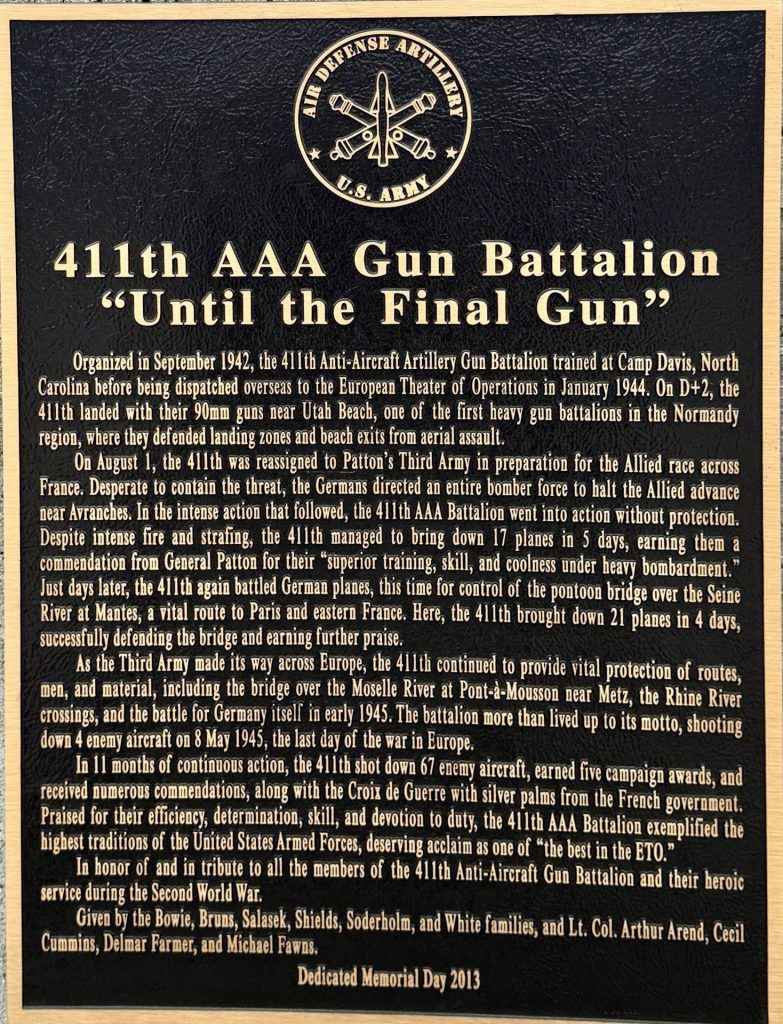 AIR DEFENSE ARTILLERY
U.S. ARMY
411th AAA Gun Battalion
“Until the Final Gun”
Organized in September 1942, the 411th Anti-Aircraft Artillery Gun Battalion trained at Camp Davis, North
Carolina before being dispatched overseas to the European Theater of Operations in January 1944. On D+2, the
411th landed with their 90mm guns near Utah Beach, one of the first heavy gun battalions in the Normandy
region, where they defended landing zones and beach exits from aerial assault.
On August 1, the 411th was reassigned to Patton’s Third Army in preparation for the Allied race across
France. Desperate to contain the threat, the Germans directed an entire bomber force to halt the Allied advance
near Avranches. In the intense action that followed, the 411th AAA Battalion went into action without protection.
Despite intense fire and strafing, the 411th managed to bring down 17 planes in 5 days, earning them a
commendation from General Patton for their “superior training, skill, and coolness under heavy bombardment.”
Just days later, the 411th again battled German planes, this time for control of the pontoon bridge over the Seine
River at Mantes, a vital route to Paris and eastern France. Here, the 411th brought down 21 planes in 4 days,
successfully defending the bridge and earning further praise.
As the Third Army made its way across Europe, the 411th continued to provide vital protection of routes,
men, and material, including the bridge over the Moselle River at Pont-à-Mousson near Metz, the Rhine River
crossings, and the battle for Germany itself in early 1945. The battalion more than lived up to its motto, shooting
down 4 enemy aircraft on 8 May 1945, the last day of the war in Europe.
In 11 months of continuous action, the 411th shot down 67 enemy aircraft, earned five campaign awards, and
received numerous commendations, along with the Croix de Guerre with silver palms from the French government.
Praised for their efficiency, determination, skill, and devotion to duty, the 411th AAA Battalion exemplified the
highest traditions of the United States Armed Forces, deserving acclaim as one of “the best in the ETO.”
In honor of and in tribute to all the members of the 411th Anti-Aircraft Gun Battalion and their heroic
service during the Second World War.
Given by the Bowie, Bruns, Salasek, Shields, Soderholm, and White families, and Lt. Col. Arthur Arend, Cecil
Cummins, Delmar Farmer, and Michael Fawns.
Dedicated Memorial Day 2013